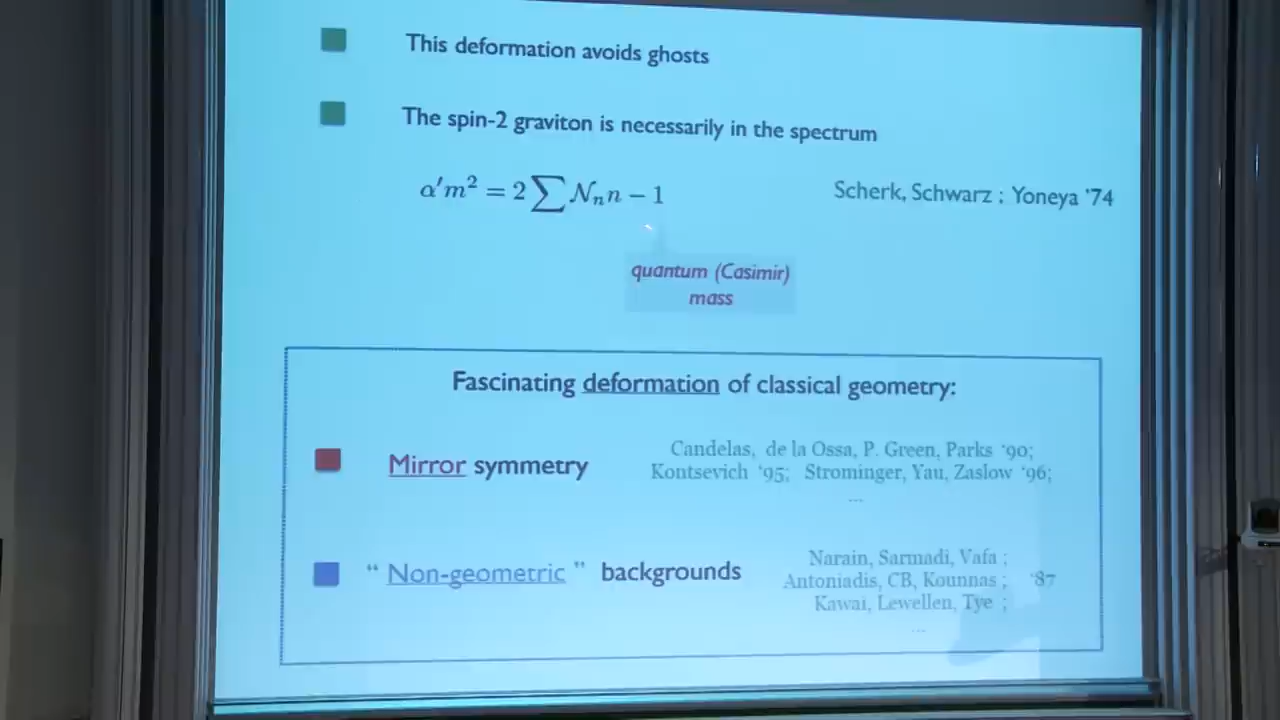 This deformation avoids ghosts
The spin-2 graviton is necessarily in the spectrum
α′m² = 2∑Nₙn − 1
Scherk, Schwarz ; Yoneya '74
quantum (Casimir)
mass
Fascinating deformation of classical geometry:
Mirror symmetry
Candelas, de la Ossa, P. Green, Parks '90;
Kontsevich '95; Strominger, Yau, Zaslow '96;
...
" Non-geometric " backgrounds
Narain, Sarmadi, Vafa ;
Antoniadis, CB, Kounnas ; '87
Kawai, Lewellen, Tye ;
...